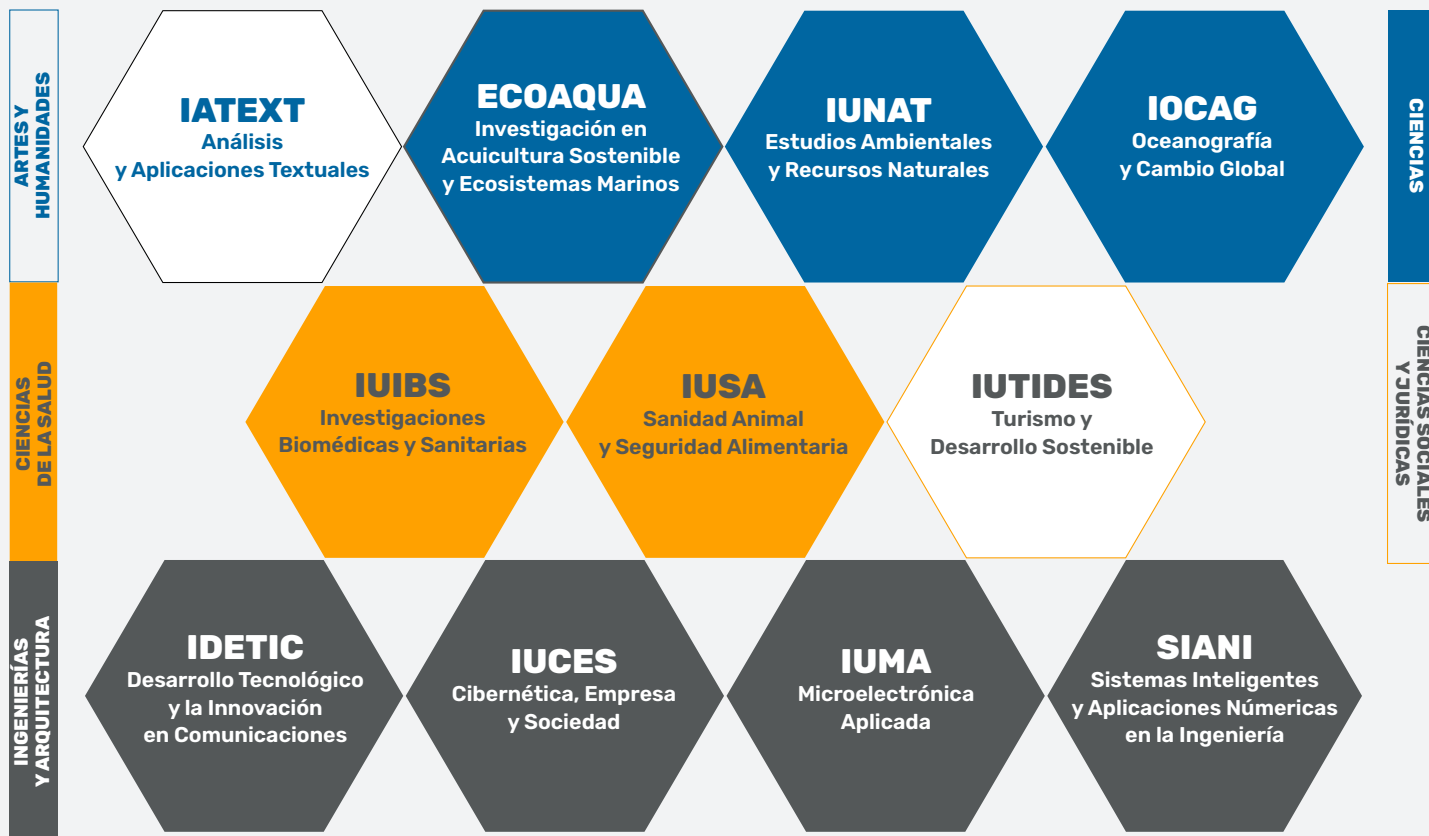 ARTES Y
HUMANIDADES
IATEXT
Análisis
y Aplicaciones Textuales
ECOAQUA
Investigación en
Acuicultura Sostenible
y Ecosistemas Marinos
IUNAT
Estudios Ambientales
y Recursos Naturales
IOCAG
Oceanografía
y Cambio Global
CIENCIAS
CIENCIAS
DE LA SALUD
IUIBS
Investigaciones
Biomédicas y Sanitarias
IUSA
Sanidad Animal
y Seguridad Alimentaria
IUTIDES
Turismo y
Desarrollo Sostenible
CIENCIAS SOCIALES
Y JURÍDICAS
INGENIERÍAS
Y ARQUITECTURA
IDETIC
Desarrollo Tecnológico
y la Innovación
en Comunicaciones
IUCES
Cibernética, Empresa
y Sociedad
IUMA
Microelectrónica
Aplicada
SIANI
Sistemas Inteligentes
y Aplicaciones Númericas
en la Ingeniería